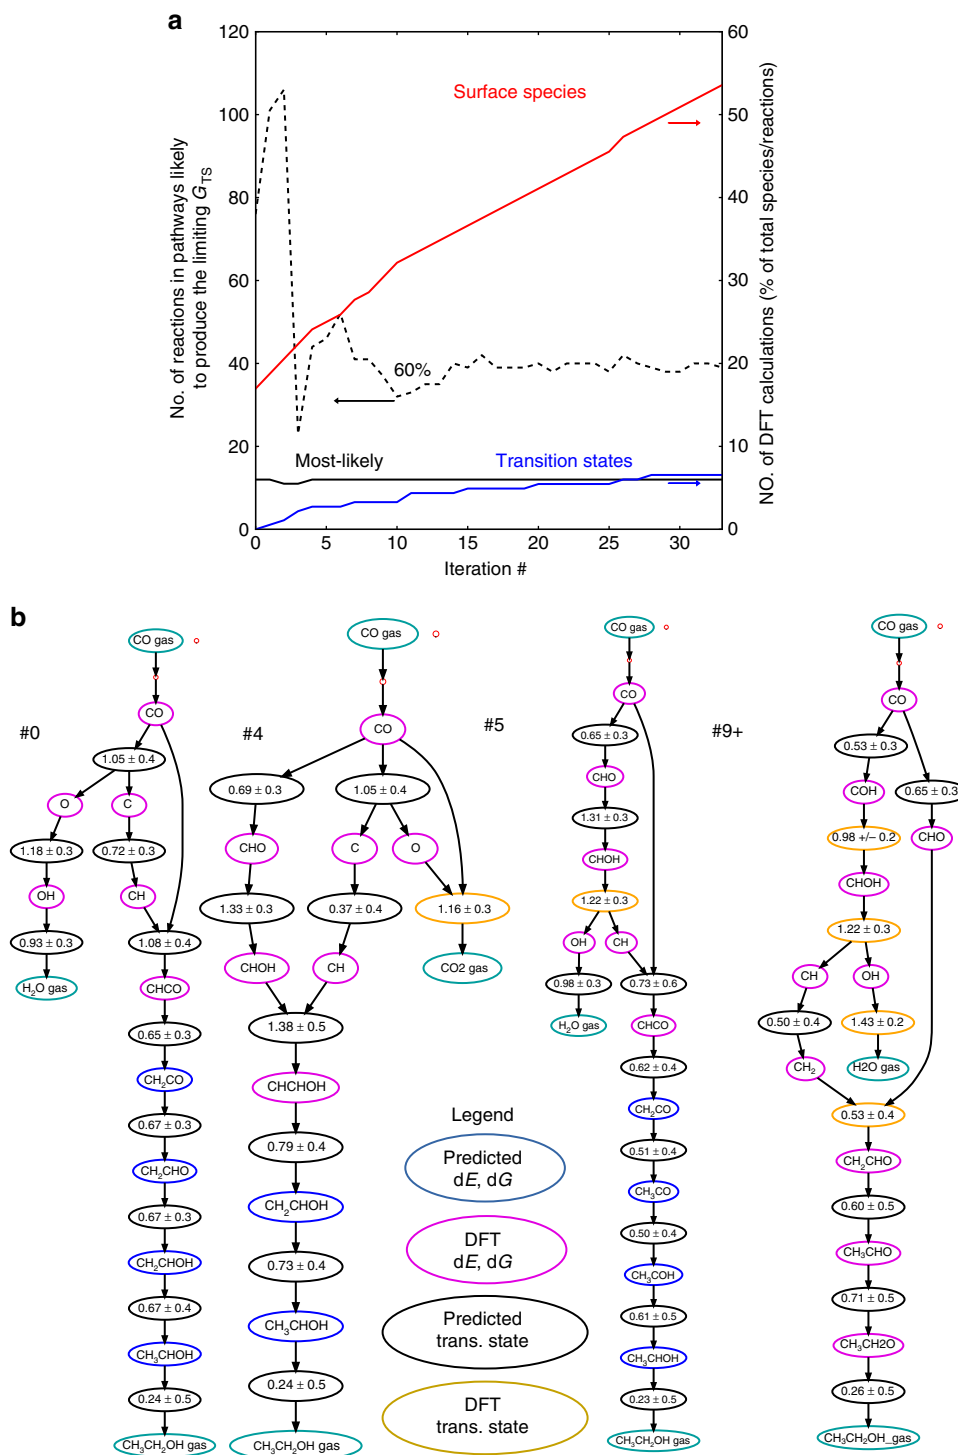 a
120
100
80
60
40
20
0
No. of reactions in pathways likely
to produce the limiting G_TS
60
50
40
30
20
10
0
NO. of DFT calculations (% of total species/reactions)
Surface species
60%
Most-likely
Transition states
0 5 10 15 20 25 30
Iteration #
b
#0
CO gas
CO
1.05 ± 0.4
O
C
1.18 ± 0.3
0.72 ± 0.3
OH
CH
0.93 ± 0.3
1.08 ± 0.4
H₂O gas
CHCO
0.65 ± 0.3
CH₂CO
0.67 ± 0.3
CH₂CHO
0.67 ± 0.3
CH₂CHOH
0.67 ± 0.4
CH₃CHOH
0.24 ± 0.5
CH₃CH₂OH gas
#4
CO gas
CO
0.69 ± 0.3
1.05 ± 0.4
CHO
C
O
1.33 ± 0.3
0.37 ± 0.4
1.16 ± 0.3
CHOH
CH
CO2 gas
1.38 ± 0.5
CHCHOH
0.79 ± 0.4
CH₂CHOH
0.73 ± 0.4
CH₃CHOH
0.24 ± 0.5
CH₃CH₂OH gas
#5
CO gas
CO
0.65 ± 0.3
CHO
1.31 ± 0.3
CHOH
1.22 ± 0.3
OH
CH
0.98 ± 0.3
0.73 ± 0.6
H₂O gas
CHCO
0.62 ± 0.4
CH₂CO
0.51 ± 0.4
CH₃CO
0.50 ± 0.4
CH₃COH
0.61 ± 0.5
CH₃CHOH
0.23 ± 0.5
CH₃CH₂OH gas
#9+
CO gas
CO
0.53 ± 0.3
0.65 ± 0.3
COH
CHO
0.98 +/− 0.2
CHOH
1.22 ± 0.3
CH
OH
0.50 ± 0.4
1.43 ± 0.2
CH₂
H2O gas
0.53 ± 0.4
CH₂CHO
0.60 ± 0.5
CH₃CHO
0.71 ± 0.5
CH₃CH2O
0.26 ± 0.5
CH₃CH₂OH_gas
Legend
Predicted
dE, dG
DFT
dE, dG
Predicted
trans. state
DFT
trans. state